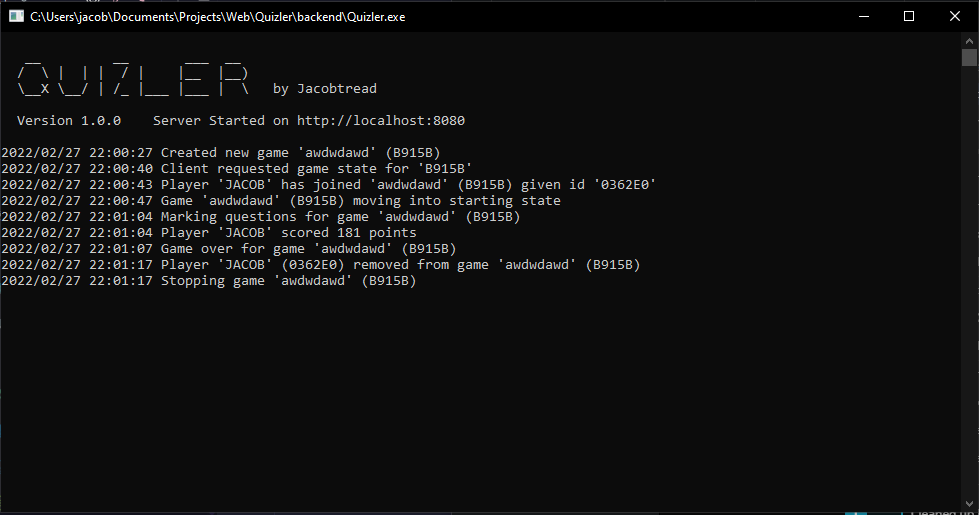 C:\Users\jacob\Documents\Projects\Web\Quizler\backend\Quizler.exe
QUIZLER by Jacobtread
Version 1.0.0    Server Started on http://localhost:8080
2022/02/27 22:00:27 Created new game 'awdwdawd' (B915B)
2022/02/27 22:00:40 Client requested game state for 'B915B'
2022/02/27 22:00:43 Player 'JACOB' has joined 'awdwdawd' (B915B) given id '0362E0'
2022/02/27 22:00:47 Game 'awdwdawd' (B915B) moving into starting state
2022/02/27 22:01:04 Marking questions for game 'awdwdawd' (B915B)
2022/02/27 22:01:04 Player 'JACOB' scored 181 points
2022/02/27 22:01:07 Game over for game 'awdwdawd' (B915B)
2022/02/27 22:01:17 Player 'JACOB' (0362E0) removed from game 'awdwdawd' (B915B)
2022/02/27 22:01:17 Stopping game 'awdwdawd' (B915B)